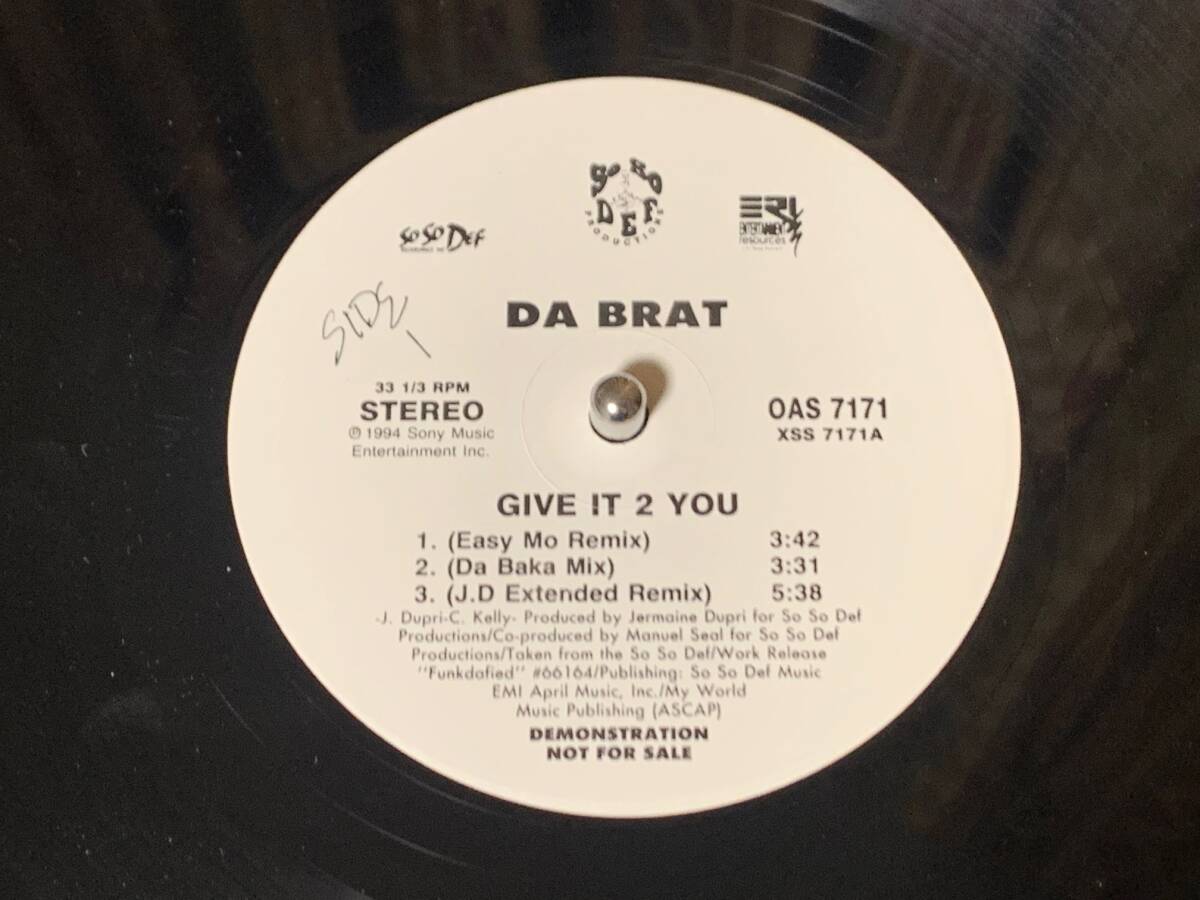 SO SO
DEF
PRODUCTIONS
SO SO DEF
ERI
ENTERTAINMENT
resources
DA BRAT
SIDE
1
33 1/3 RPM
STEREO
℗ 1994 Sony Music
Entertainment Inc.
OAS 7171
XSS 7171A
GIVE IT 2 YOU
1. (Easy Mo Remix) 3:42
2. (Da Baka Mix) 3:31
3. (J.D Extended Remix) 5:38
-J. Dupri-C. Kelly- Produced by Jermaine Dupri for So So Def
Productions/Co-produced by Manuel Seal for So So Def
Productions/Taken from the So So Def/Work Release
"Funkdafied" #66164/Publishing: So So Def Music
EMI April Music, Inc./My World
Music Publishing (ASCAP)
DEMONSTRATION
NOT FOR SALE